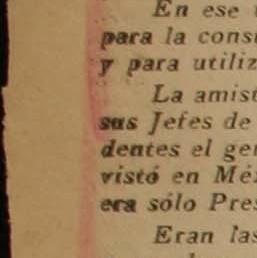 En ese
para la cons
y para utiliz
La amist
sus Jefes de
dentes el ge
vistó en Mé
era sólo Pres
Eran las